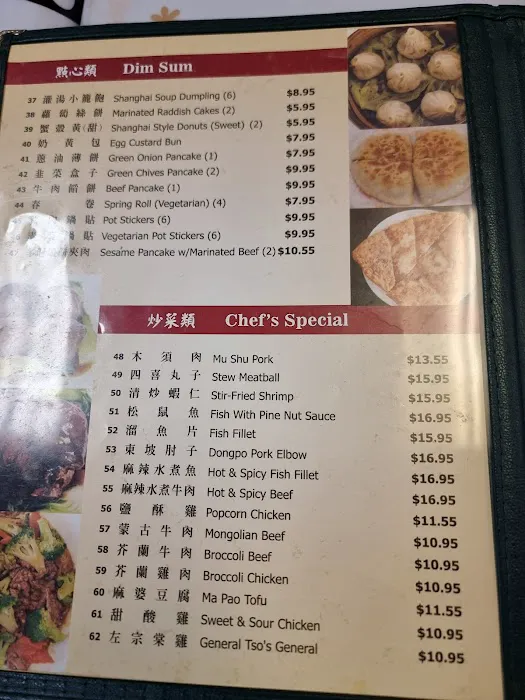 點心類 Dim Sum
37 灌湯小籠飽 Shanghai Soup Dumpling (6) $8.95
38 蘿蔔絲餅 Marinated Raddish Cakes (2) $5.95
39 蟹殼黃(甜) Shanghai Style Donuts (Sweet) (2) $5.95
40 奶黃包 Egg Custard Bun $7.95
41 蔥油薄餅 Green Onion Pancake (1) $7.95
42 韭菜盒子 Green Chives Pancake (2) $9.95
43 牛肉餡餅 Beef Pancake (1) $9.95
44 春卷 Spring Roll (Vegetarian) (4) $7.95
鍋貼 Pot Stickers (6) $9.95
鍋貼 Vegetarian Pot Stickers (6) $9.95
夾肉 Sesame Pancake w/Marinated Beef (2) $10.55
炒菜類 Chef's Special
48 木須肉 Mu Shu Pork $13.55
49 四喜丸子 Stew Meatball $15.95
50 清炒蝦仁 Stir-Fried Shrimp $15.95
51 松鼠魚 Fish With Pine Nut Sauce $16.95
52 溜魚片 Fish Fillet $15.95
53 東坡肘子 Dongpo Pork Elbow $16.95
54 麻辣水煮魚 Hot & Spicy Fish Fillet $16.95
55 麻辣水煮牛肉 Hot & Spicy Beef $16.95
56 鹽酥雞 Popcorn Chicken $11.55
57 蒙古牛肉 Mongolian Beef $10.95
58 芥蘭牛肉 Broccoli Beef $10.95
59 芥蘭雞肉 Broccoli Chicken $10.95
60 麻婆豆腐 Ma Pao Tofu $11.55
61 甜酸雞 Sweet & Sour Chicken $10.95
62 左宗棠雞 General Tso's General $10.95